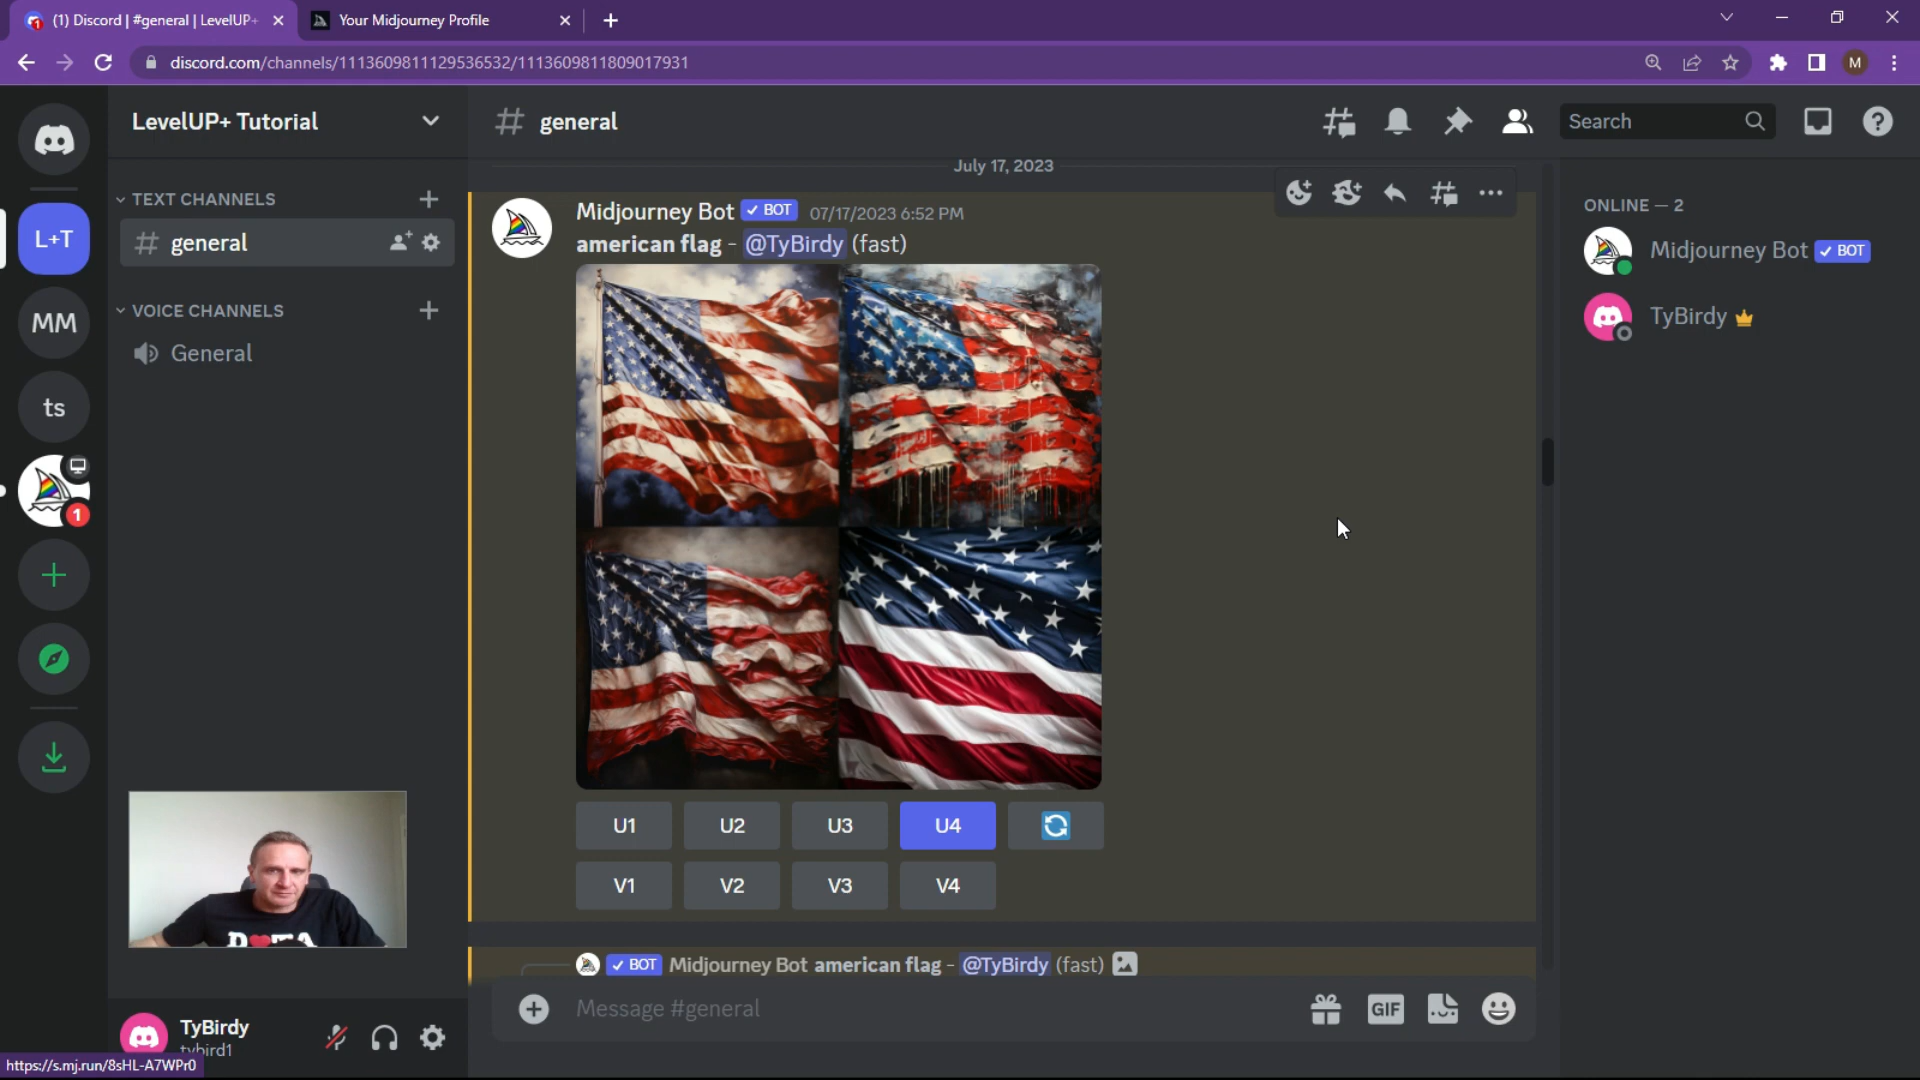 (1) Discord | #general | LevelUP+
Your Midjourney Profile
discord.com/channels/1113609811129536532/1113609811809017931
M
LevelUP+ Tutorial
general
Search
July 17, 2023
TEXT CHANNELS
general
VOICE CHANNELS
General
L+T
MM
ts
1
Midjourney Bot BOT 07/17/2023 6:52 PM
american flag - @TyBirdy (fast)
U1 U2 U3 U4
V1 V2 V3 V4
BOT Midjourney Bot american flag - @TyBirdy (fast)
Message #general
GIF
ONLINE — 2
Midjourney Bot BOT
TyBirdy
TyBirdy
tybird1
https://s.mj.run/8sHL-A7WPr0